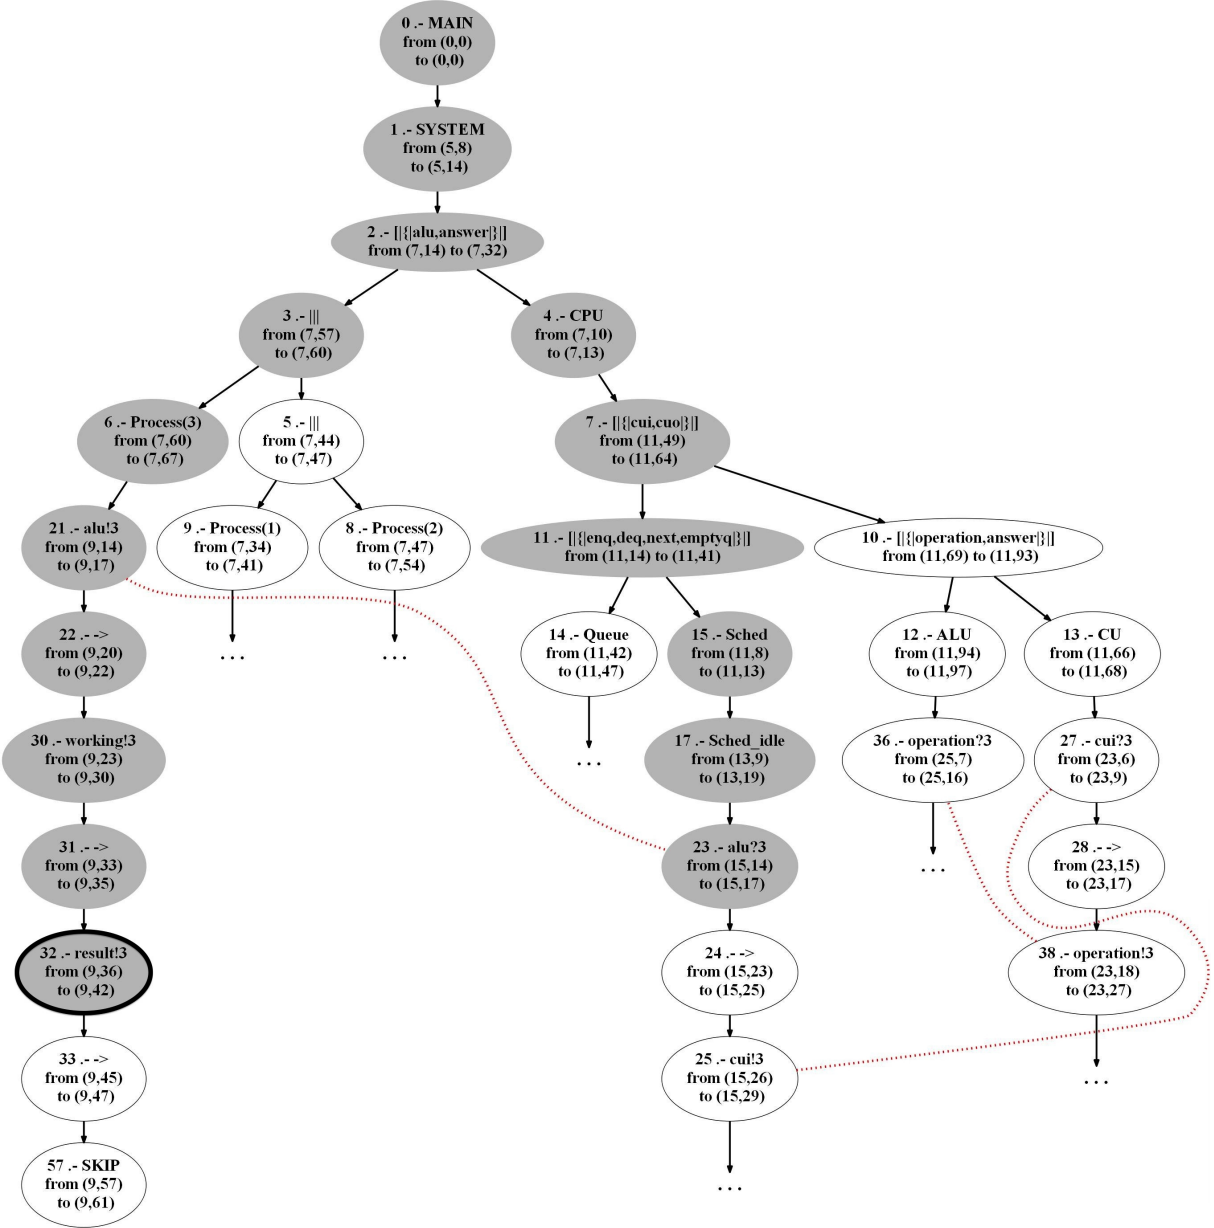 0 .- MAIN
from (0,0)
to (0,0)
1 .- SYSTEM
from (5,8)
to (5,14)
2 .- [|{|alu,answer|}|]
from (7,14) to (7,32)
3 .- |||
from (7,57)
to (7,60)
4 .- CPU
from (7,10)
to (7,13)
6 .- Process(3)
from (7,60)
to (7,67)
5 .- |||
from (7,44)
to (7,47)
7 .- [|{|cui,cuo|}|]
from (11,49)
to (11,64)
21 .- alu!3
from (9,14)
to (9,17)
9 .- Process(1)
from (7,34)
to (7,41)
8 .- Process(2)
from (7,47)
to (7,54)
11 .- [|{|enq,deq,next,emptyq|}|]
from (11,14) to (11,41)
10 .- [|{|operation,answer|}|]
from (11,69) to (11,93)
22 .- ->
from (9,20)
to (9,22)
. . .
. . .
14 .- Queue
from (11,42)
to (11,47)
15 .- Sched
from (11,8)
to (11,13)
12 .- ALU
from (11,94)
to (11,97)
13 .- CU
from (11,66)
to (11,68)
30 .- working!3
from (9,23)
to (9,30)
. . .
17 .- Sched_idle
from (13,9)
to (13,19)
36 .- operation?3
from (25,7)
to (25,16)
27 .- cui?3
from (23,6)
to (23,9)
31 .- ->
from (9,33)
to (9,35)
23 .- alu?3
from (15,14)
to (15,17)
. . .
28 .- ->
from (23,15)
to (23,17)
32 .- result!3
from (9,36)
to (9,42)
24 .- ->
from (15,23)
to (15,25)
38 .- operation!3
from (23,18)
to (23,27)
33 .- ->
from (9,45)
to (9,47)
25 .- cui!3
from (15,26)
to (15,29)
. . .
57 .- SKIP
from (9,57)
to (9,61)
. . .